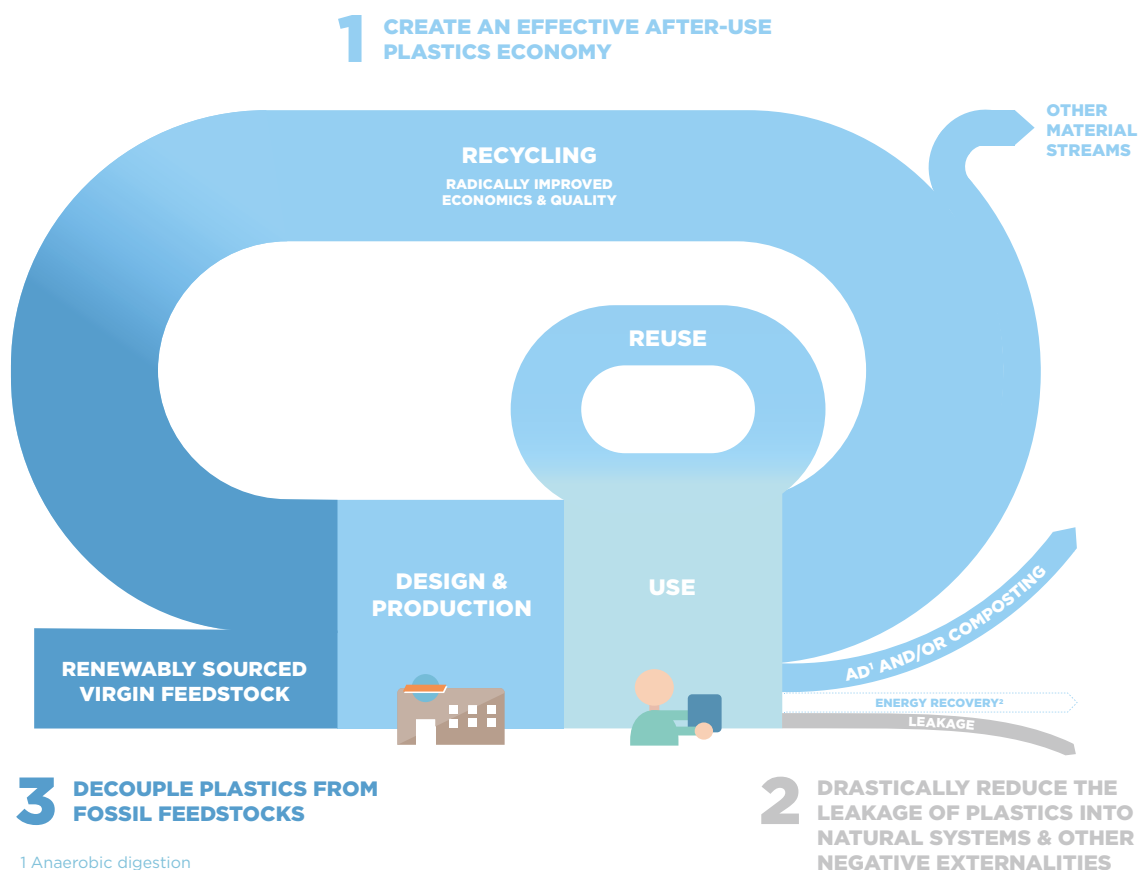 1 CREATE AN EFFECTIVE AFTER-USE
PLASTICS ECONOMY
OTHER
MATERIAL
STREAMS
RECYCLING
RADICALLY IMPROVED
ECONOMICS & QUALITY
REUSE
DESIGN &
PRODUCTION
USE
RENEWABLY SOURCED
VIRGIN FEEDSTOCK
AD¹ AND/OR COMPOSTING
ENERGY RECOVERY²
LEAKAGE
3 DECOUPLE PLASTICS FROM
FOSSIL FEEDSTOCKS
2 DRASTICALLY REDUCE THE
LEAKAGE OF PLASTICS INTO
NATURAL SYSTEMS & OTHER
NEGATIVE EXTERNALITIES
1 Anaerobic digestion